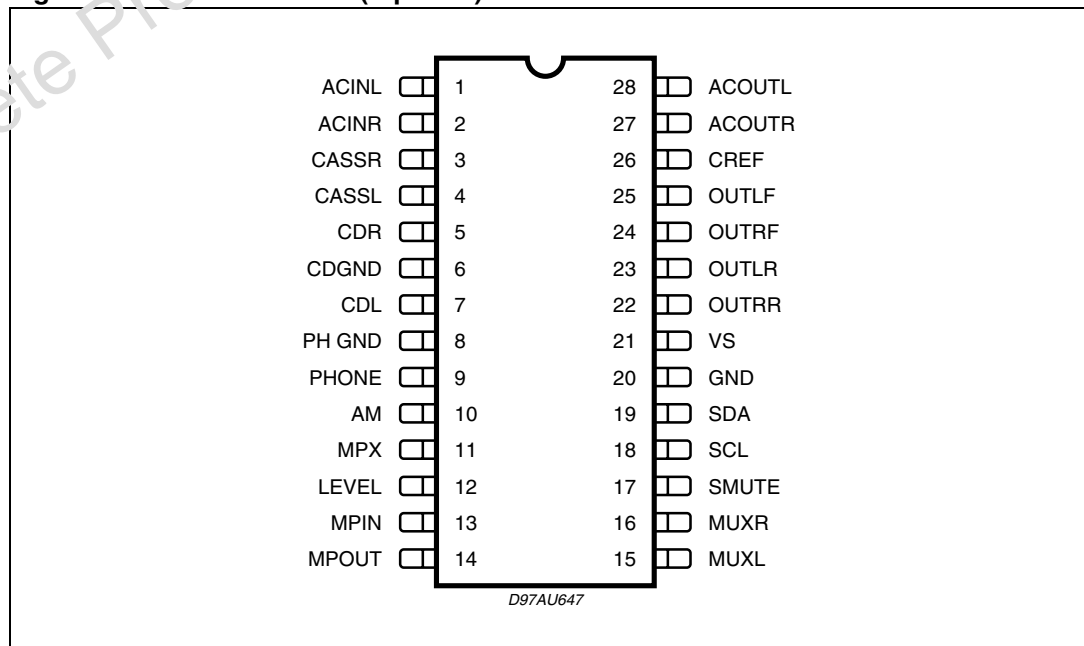 ACINL 1 28 ACOUTL
ACINR 2 27 ACOUTR
CASSR 3 26 CREF
CASSL 4 25 OUTLF
CDR 5 24 OUTRF
CDGND 6 23 OUTLR
CDL 7 22 OUTRR
PH GND 8 21 VS
PHONE 9 20 GND
AM 10 19 SDA
MPX 11 18 SCL
LEVEL 12 17 SMUTE
MPIN 13 16 MUXR
MPOUT 14 15 MUXL
D97AU647